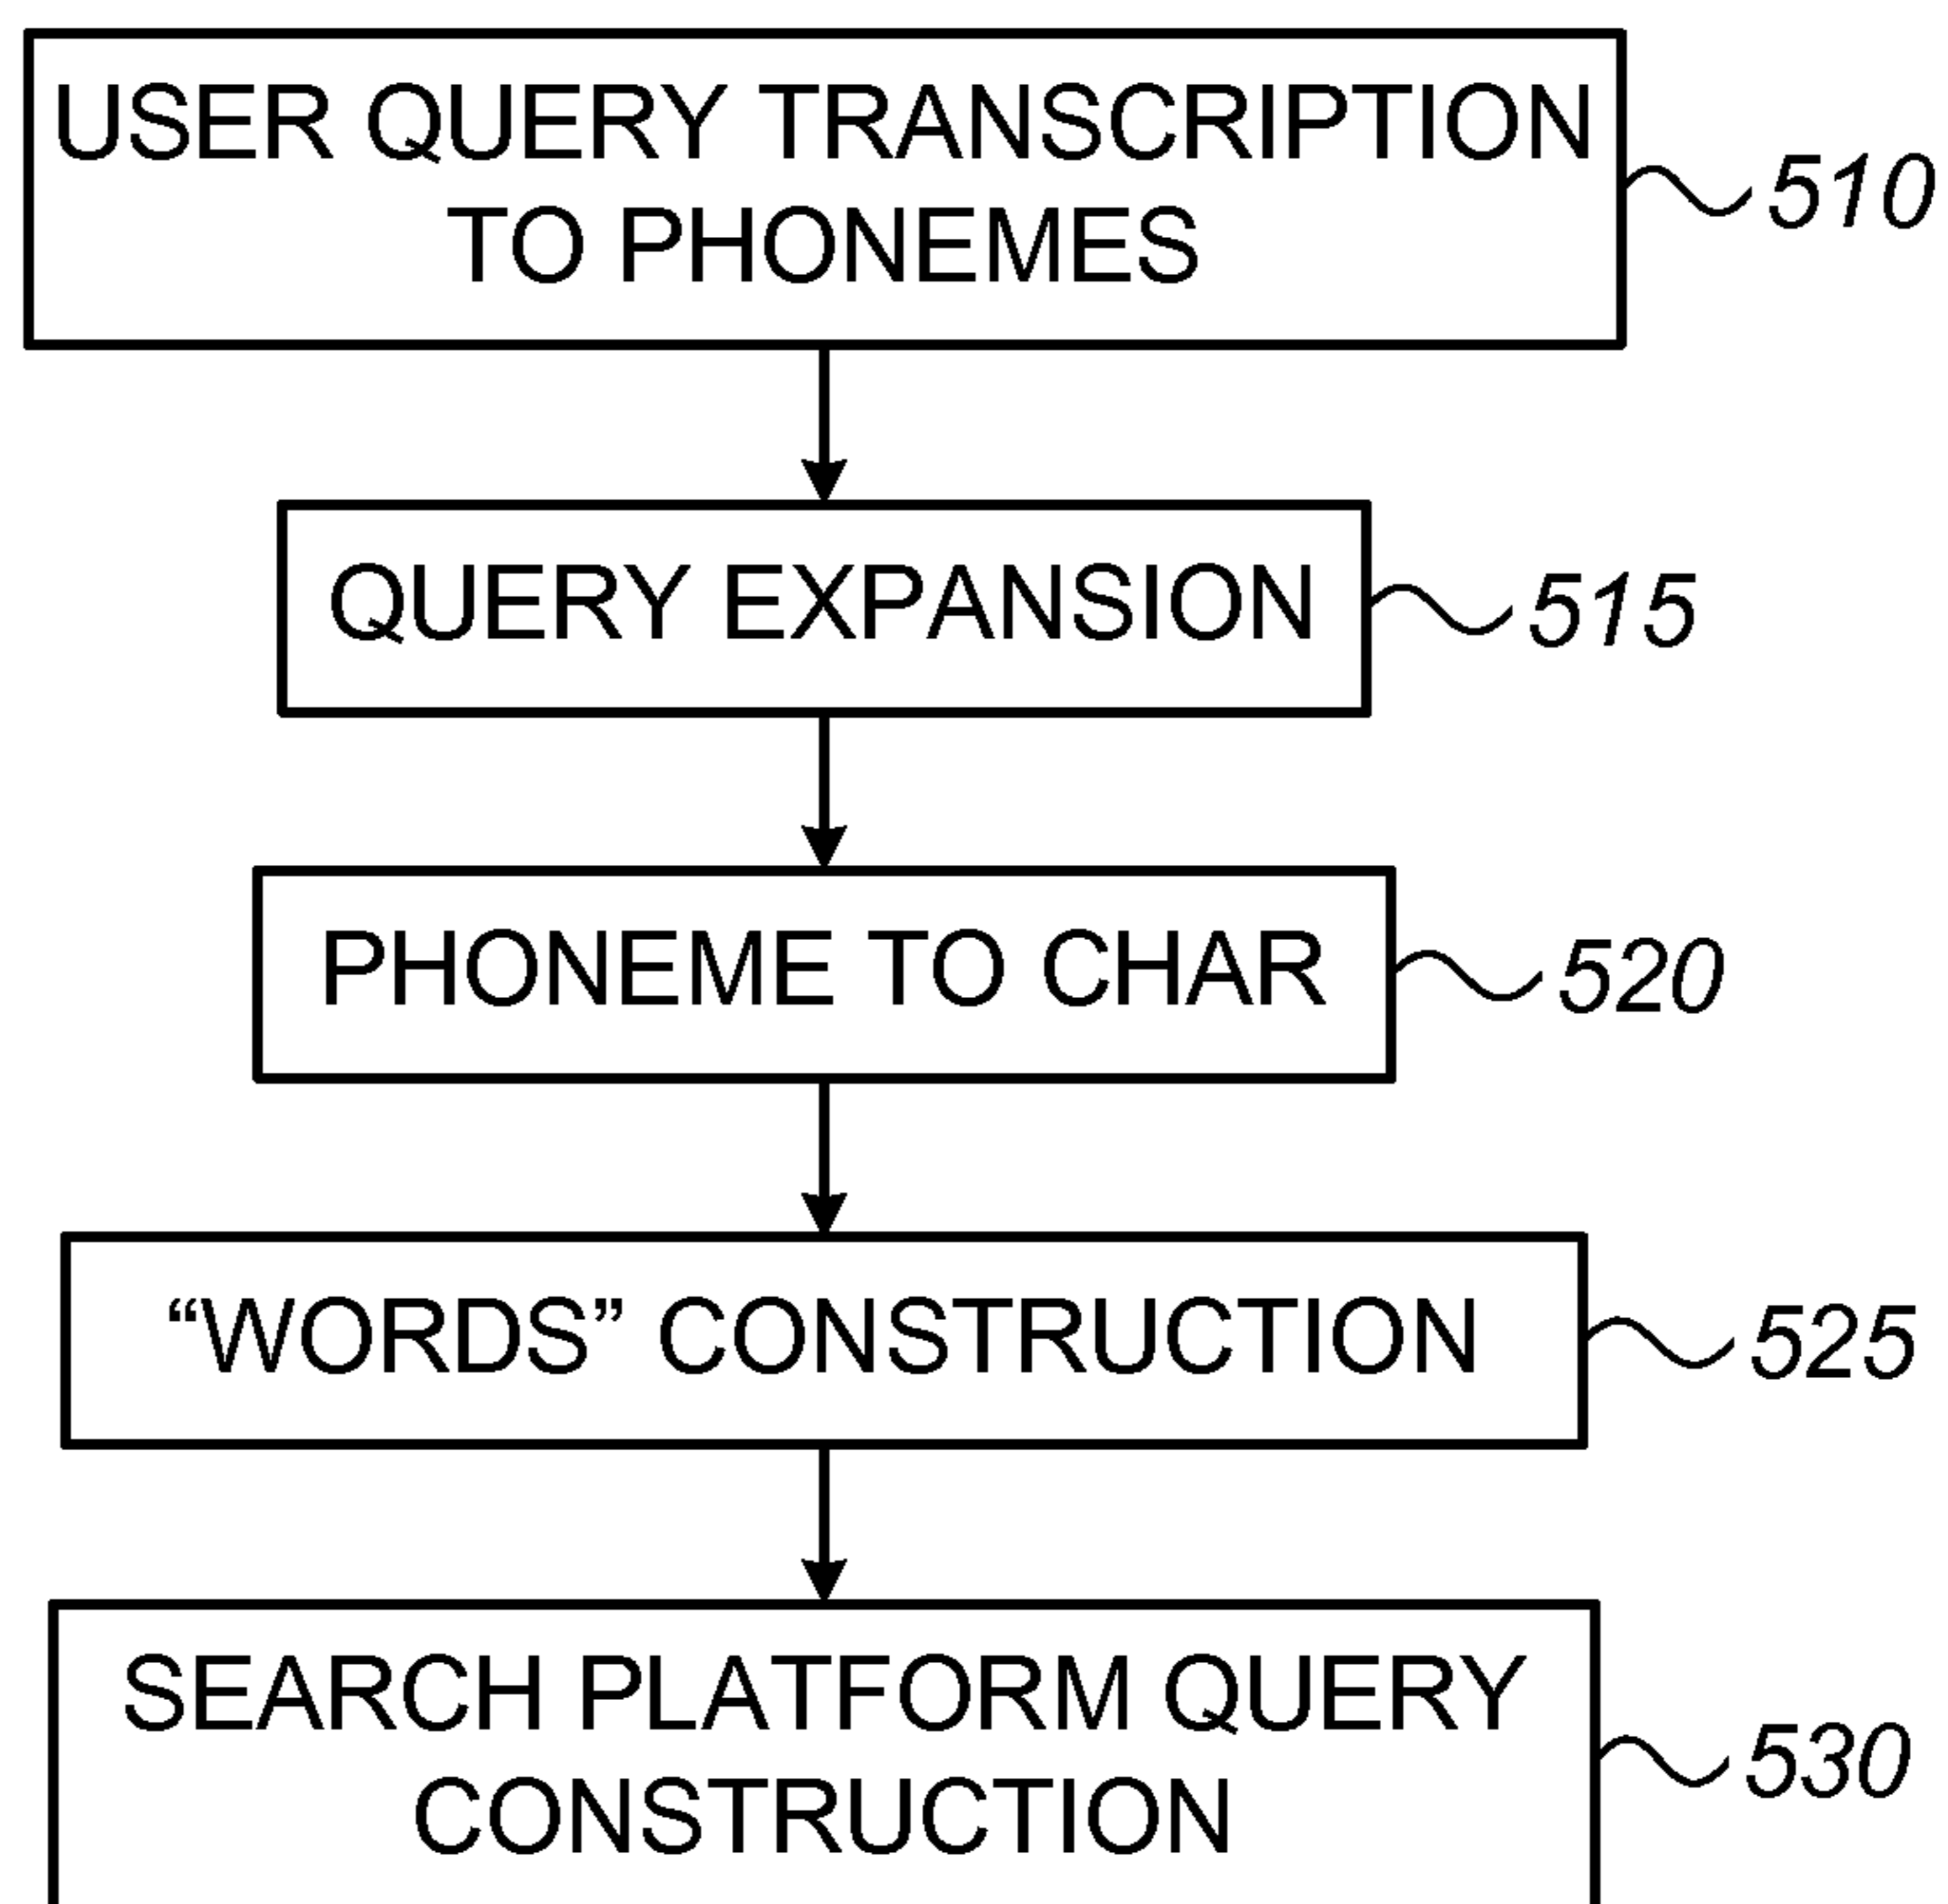 USER QUERY TRANSCRIPTION
TO PHONEMES
510
QUERY EXPANSION
515
PHONEME TO CHAR
520
“WORDS” CONSTRUCTION
525
SEARCH PLATFORM QUERY
CONSTRUCTION
530